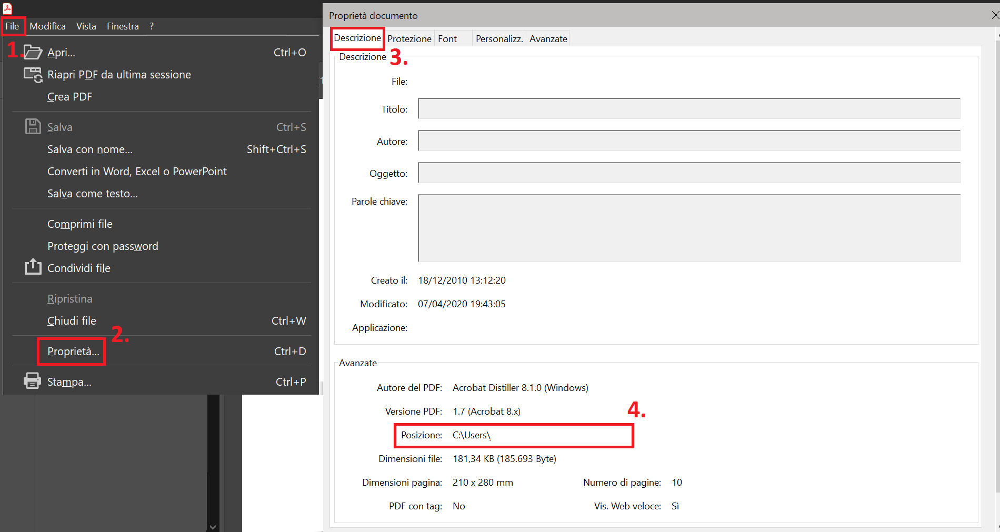 File Modifica Vista Finestra ?
1.
Apri... Ctrl+O
Riapri PDF da ultima sessione
Crea PDF
Salva Ctrl+S
Salva con nome... Shift+Ctrl+S
Converti in Word, Excel o PowerPoint
Salva come testo...
Comprimi file
Proteggi con password
Condividi file
Ripristina
Chiudi file Ctrl+W
2.
Proprietà... Ctrl+D
Stampa... Ctrl+P
Proprietà documento
Descrizione Protezione Font Personalizz. Avanzate
3.
Descrizione
File:
Titolo:
Autore:
Oggetto:
Parole chiave:
Creato il: 18/12/2010 13:12:20
Modificato: 07/04/2020 19:43:05
Applicazione:
Avanzate
Autore del PDF: Acrobat Distiller 8.1.0 (Windows)
Versione PDF: 1.7 (Acrobat 8.x)
4.
Posizione: C:\Users\
Dimensioni file: 181,34 KB (185.693 Byte)
Dimensioni pagina: 210 x 280 mm Numero di pagine: 10
PDF con tag: No Vis. Web veloce: Sì